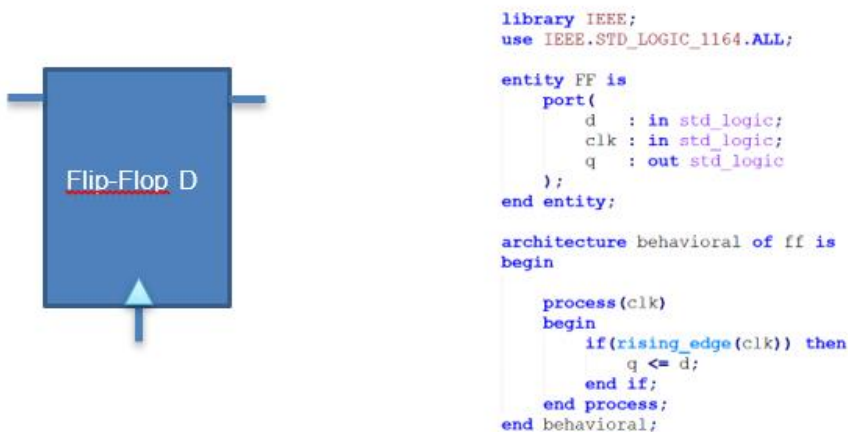 Flip-Flop D
library IEEE;
use IEEE.STD_LOGIC_1164.ALL;
entity FF is
port(
d : in std_logic;
clk : in std_logic;
q : out std_logic
);
end entity;
architecture behavioral of ff is
begin
process(clk)
begin
if(rising_edge(clk)) then
q <= d;
end if;
end process;
end behavioral;